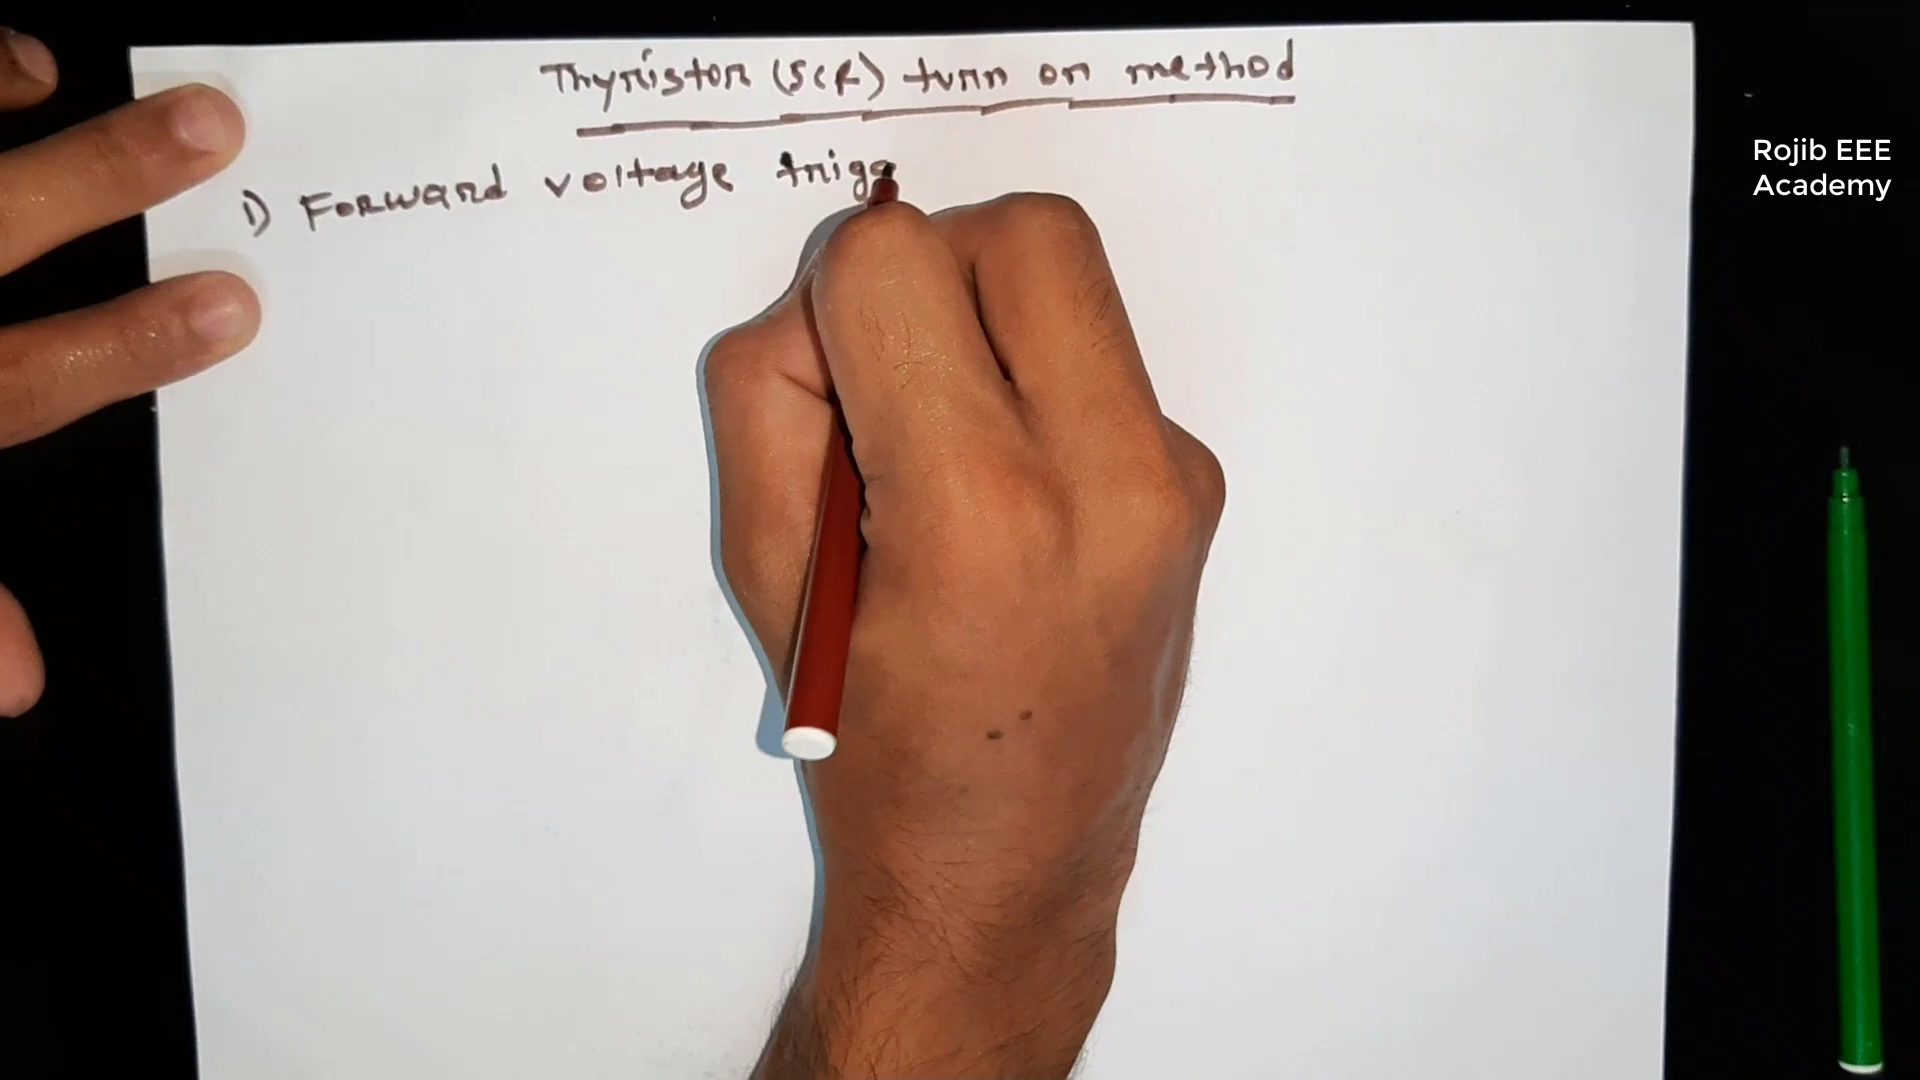 Thyristor (SCR) turn on method
1) Forward voltage trigg
Rojib EEE
Academy